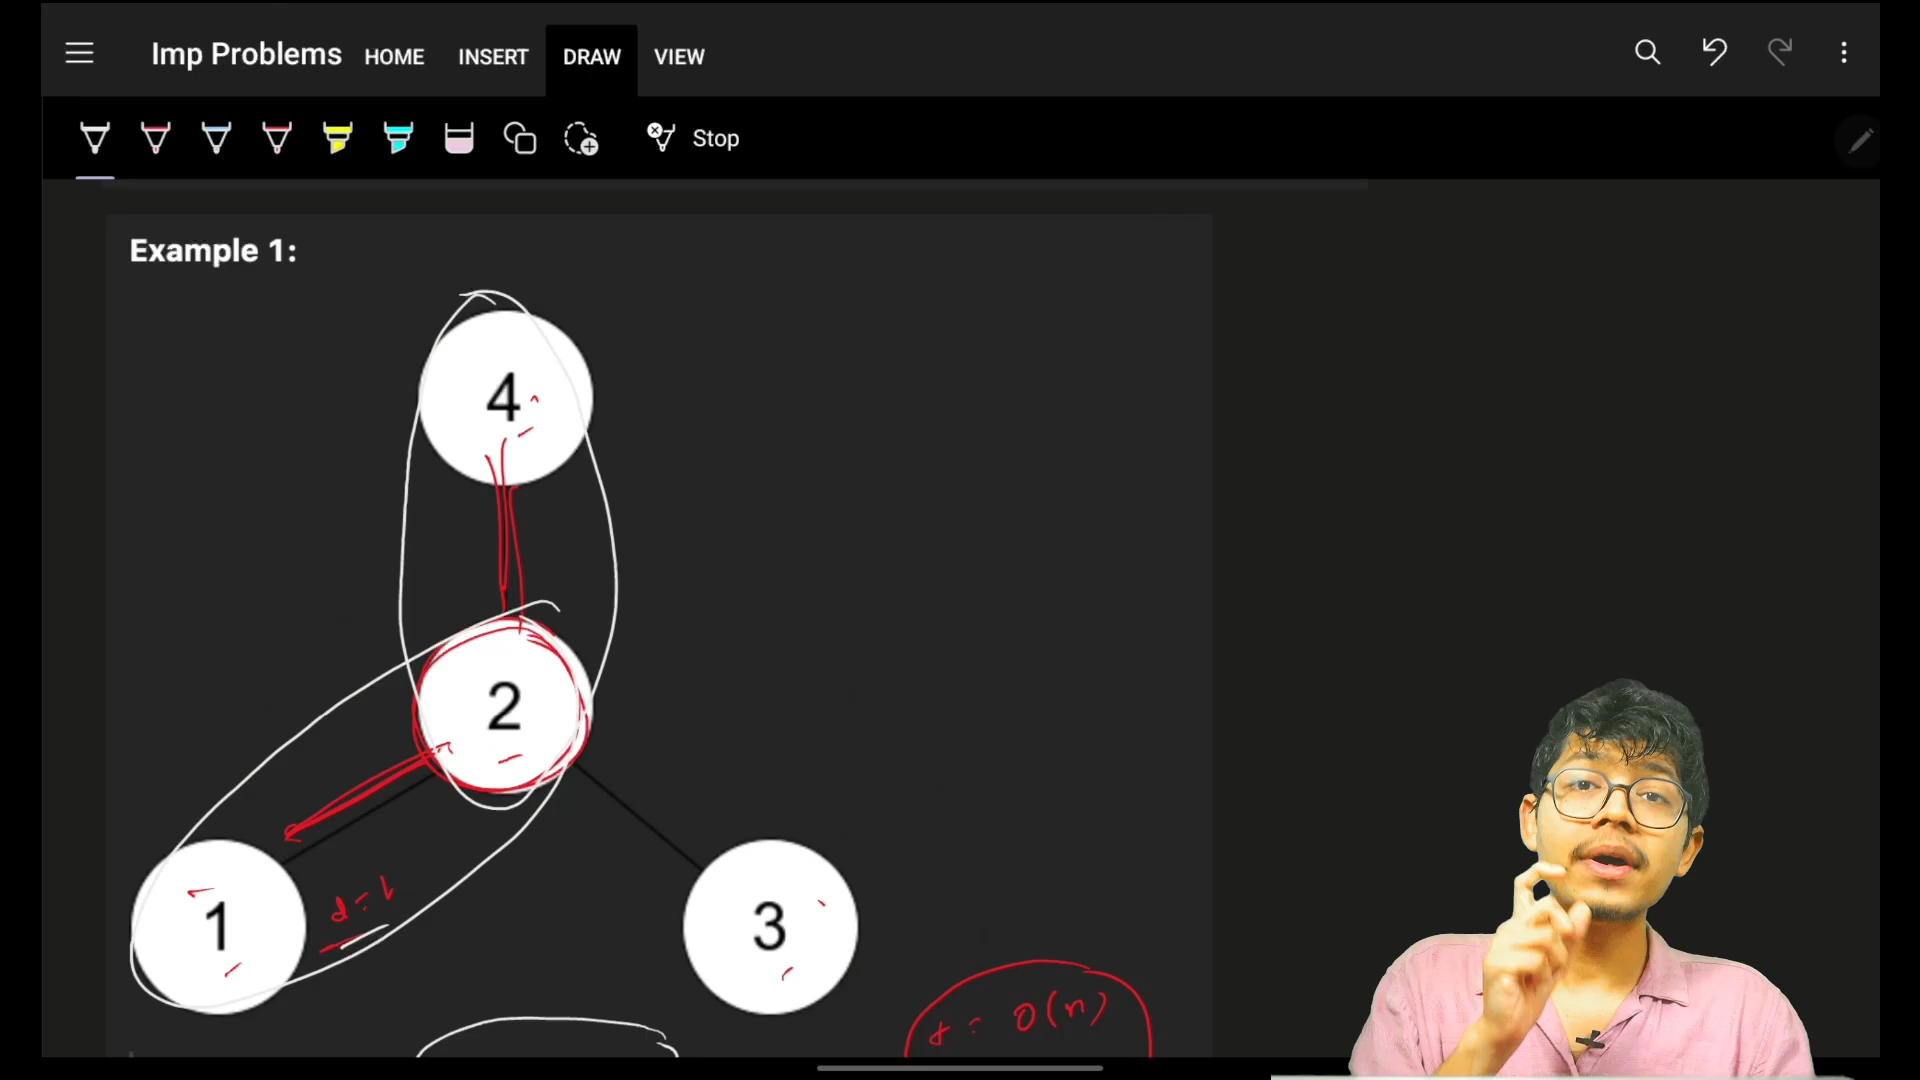 Imp Problems HOME INSERT DRAW VIEW
Stop
Example 1:
4
2
1
d = 1
3
t = O(n)